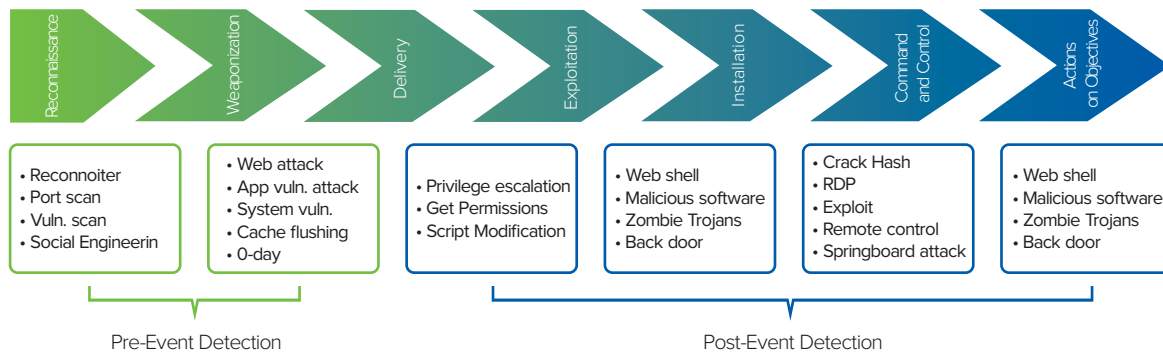 Reconnaissance
Weaponization
Delivery
Exploitation
Installation
Command
and Control
Actions
on Objectives
• Reconnoiter
• Port scan
• Vuln. scan
• Social Engineerin
• Web attack
• App vuln. attack
• System vuln.
• Cache flushing
• 0-day
• Privilege escalation
• Get Permissions
• Script Modification
• Web shell
• Malicious software
• Zombie Trojans
• Back door
• Crack Hash
• RDP
• Exploit
• Remote control
• Springboard attack
• Web shell
• Malicious software
• Zombie Trojans
• Back door
Pre-Event Detection
Post-Event Detection